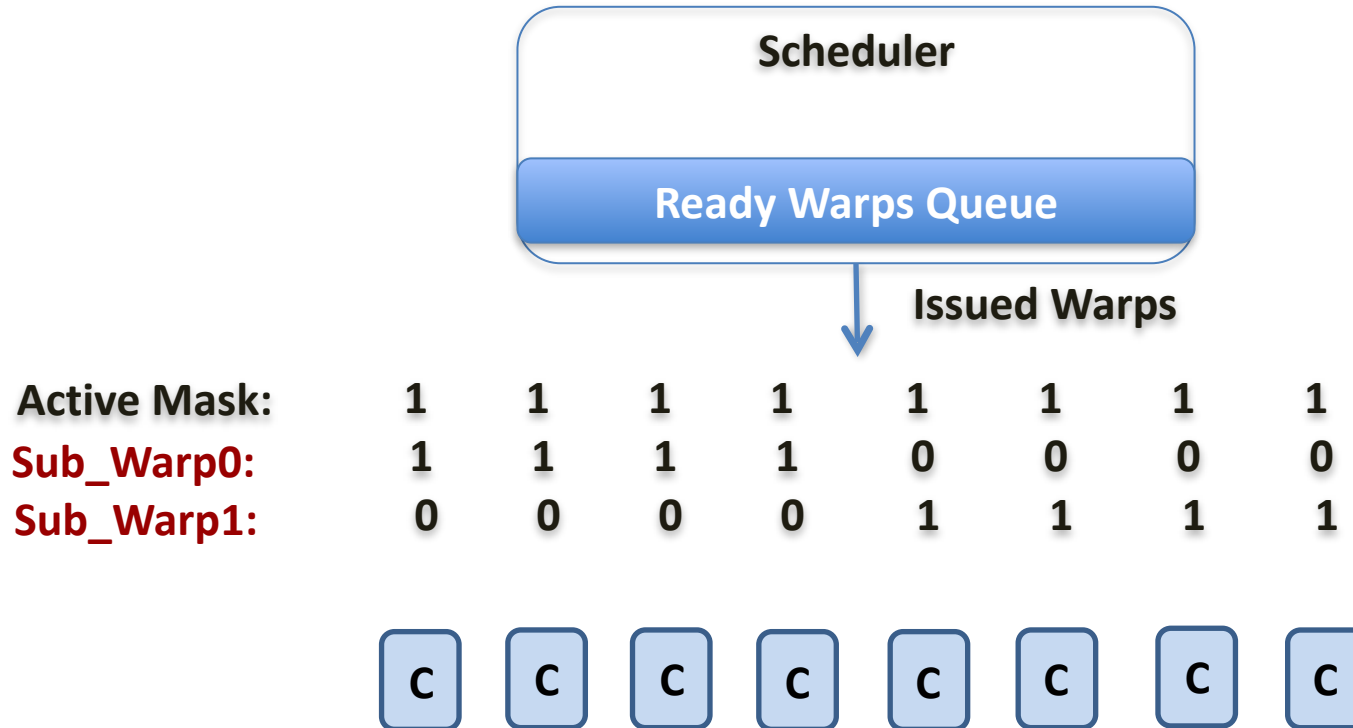 Scheduler
Ready Warps Queue
Issued Warps
Active Mask: 1 1 1 1 1 1 1 1
Sub_Warp0: 1 1 1 1 0 0 0 0
Sub_Warp1: 0 0 0 0 1 1 1 1
C C C C C C C C